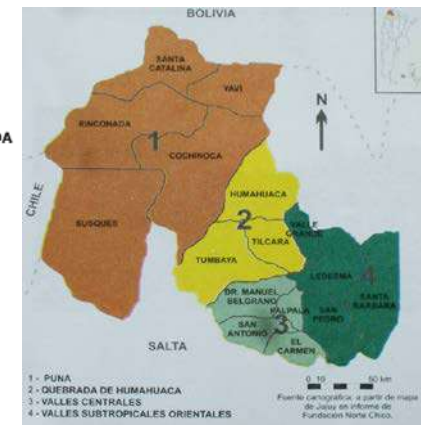 BOLIVIA
SANTA
CATALINA
YAVI
RINCONADA
DA
1
COCHINOCA
N
CHILE
HUMAHUACA
SUSQUES
2
VALLE
GRANDE
TILCARA
TUMBAYA
LEDESMA
4
DR. MANUEL
BELGRANO
PALPALA
SANTA
BARBARA
SAN
PEDRO
SAN
ANTONIO
3
SALTA
EL
CARMEN
1 - PUNA
2 - QUEBRADA DE HUMAHUACA
3 - VALLES CENTRALES
4 - VALLES SUBTROPICALES ORIENTALES
0 10 50 km
Fuente cartográfica: a partir de mapa
de Jujuy en informe de
Fundación Norte Chico.